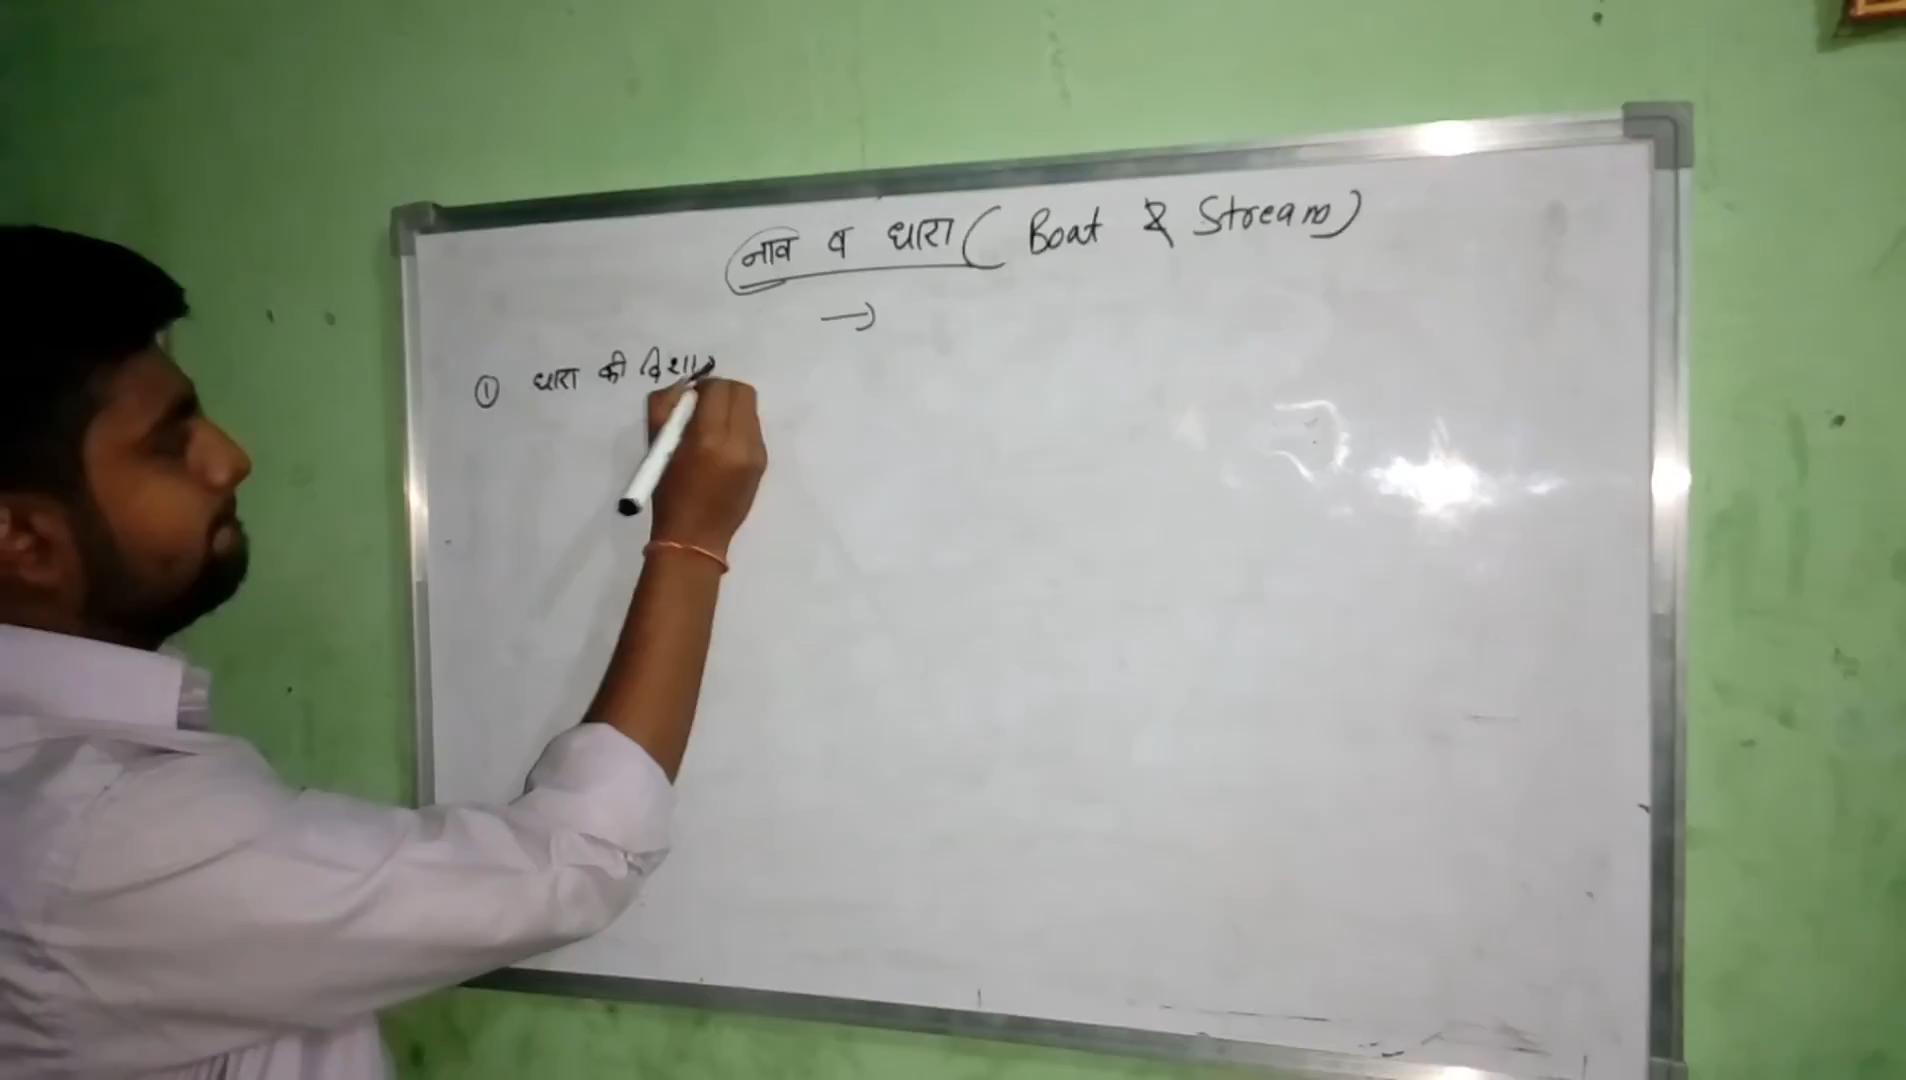 नाव व धारा ( Boat & Stream)
→
① धारा की दिशा